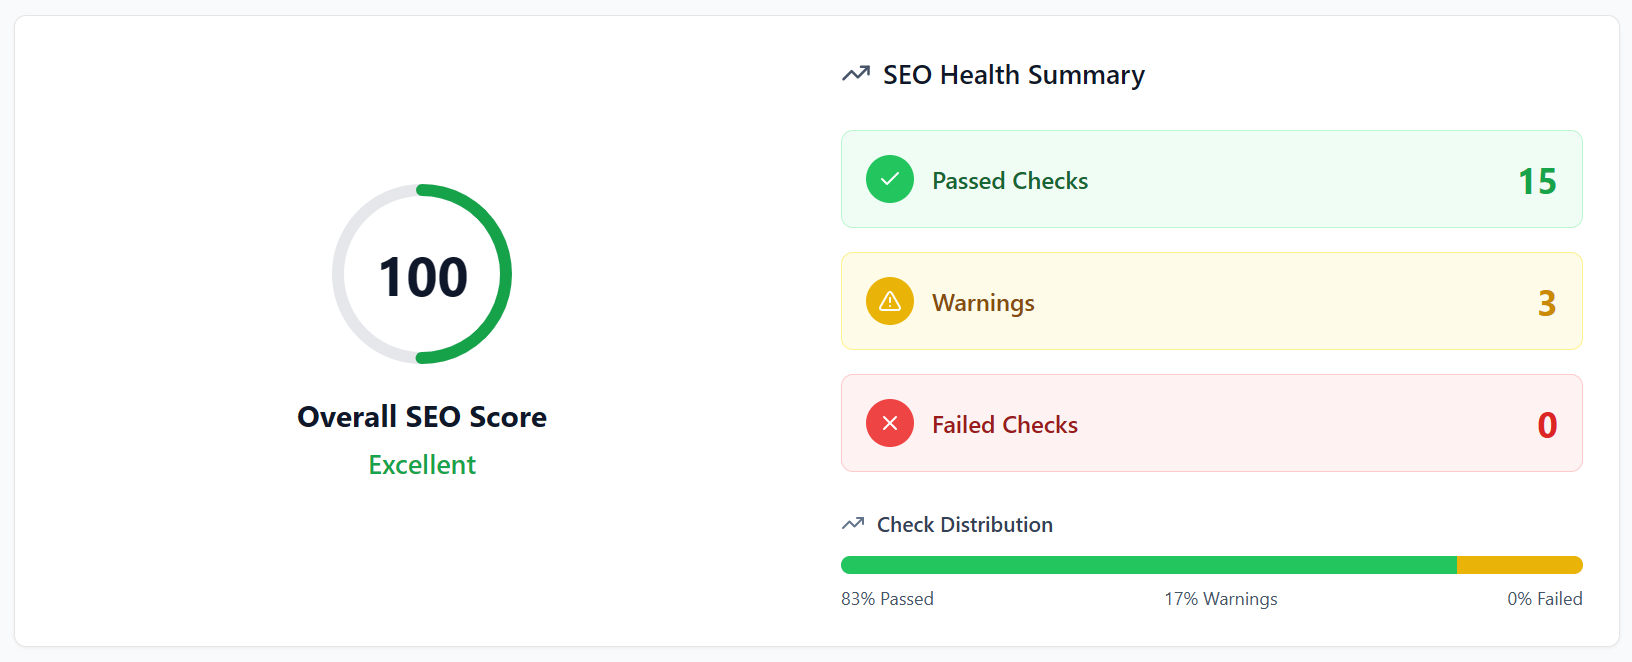 100
Overall SEO Score
Excellent
SEO Health Summary
Passed Checks 15
Warnings 3
Failed Checks 0
Check Distribution
83% Passed 17% Warnings 0% Failed